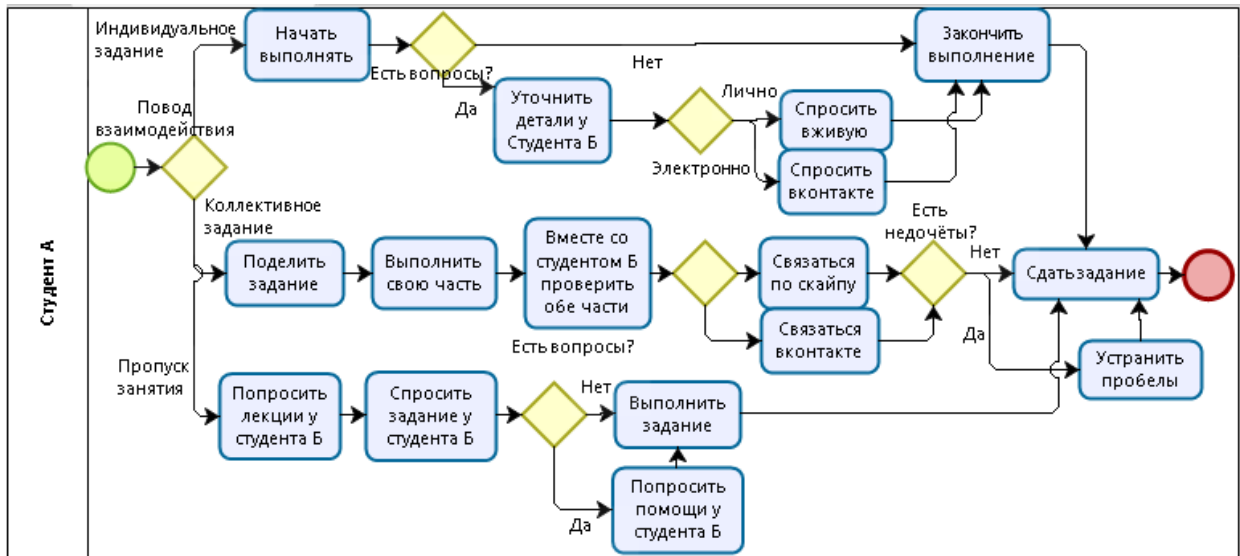 Студент А
Индивидуальное
задание
Начать
выполнять
Есть вопросы?
Нет
Да
Закончить
выполнение
Уточнить
детали у
Студента Б
Лично
Электронно
Спросить
вживую
Спросить
вконтакте
Повод
взаимодействия
Коллективное
задание
Поделить
задание
Выполнить
свою часть
Вместе со
студентом Б
проверить
обе части
Связаться
по скайпу
Связаться
вконтакте
Есть
недочёты?
Нет
Да
Сдать задание
Устранить
пробелы
Пропуск
занятия
Попросить
лекции у
студента Б
Спросить
задание у
студента Б
Есть вопросы?
Нет
Да
Выполнить
задание
Попросить
помощи у
студента Б